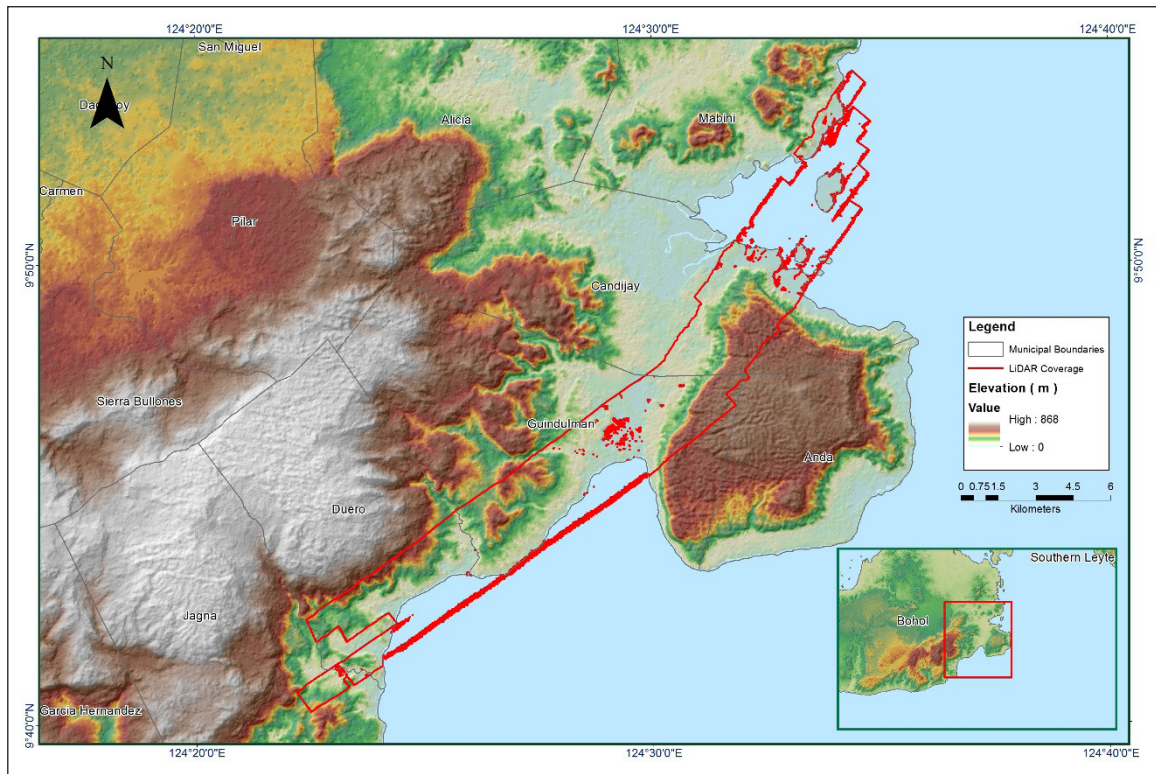 124°20'0"E
124°30'0"E
124°40'0"E
San Miguel
N
Alicia
Mabini
Carmen
Pilar
9°50'0"N
9°50'0"N
Candijay
Legend
Municipal Boundaries
LiDAR Coverage
Elevation ( m )
Value
High : 868
Low : 0
Sierra Bullones
Guindulman
Anda
0 0.75 1.5 3 4.5 6
Kilometers
Duero
Southern Leyte
Jagna
Bohol
Garcia Hernandez
9°40'0"N
9°40'0"N
124°20'0"E
124°30'0"E
124°40'0"E